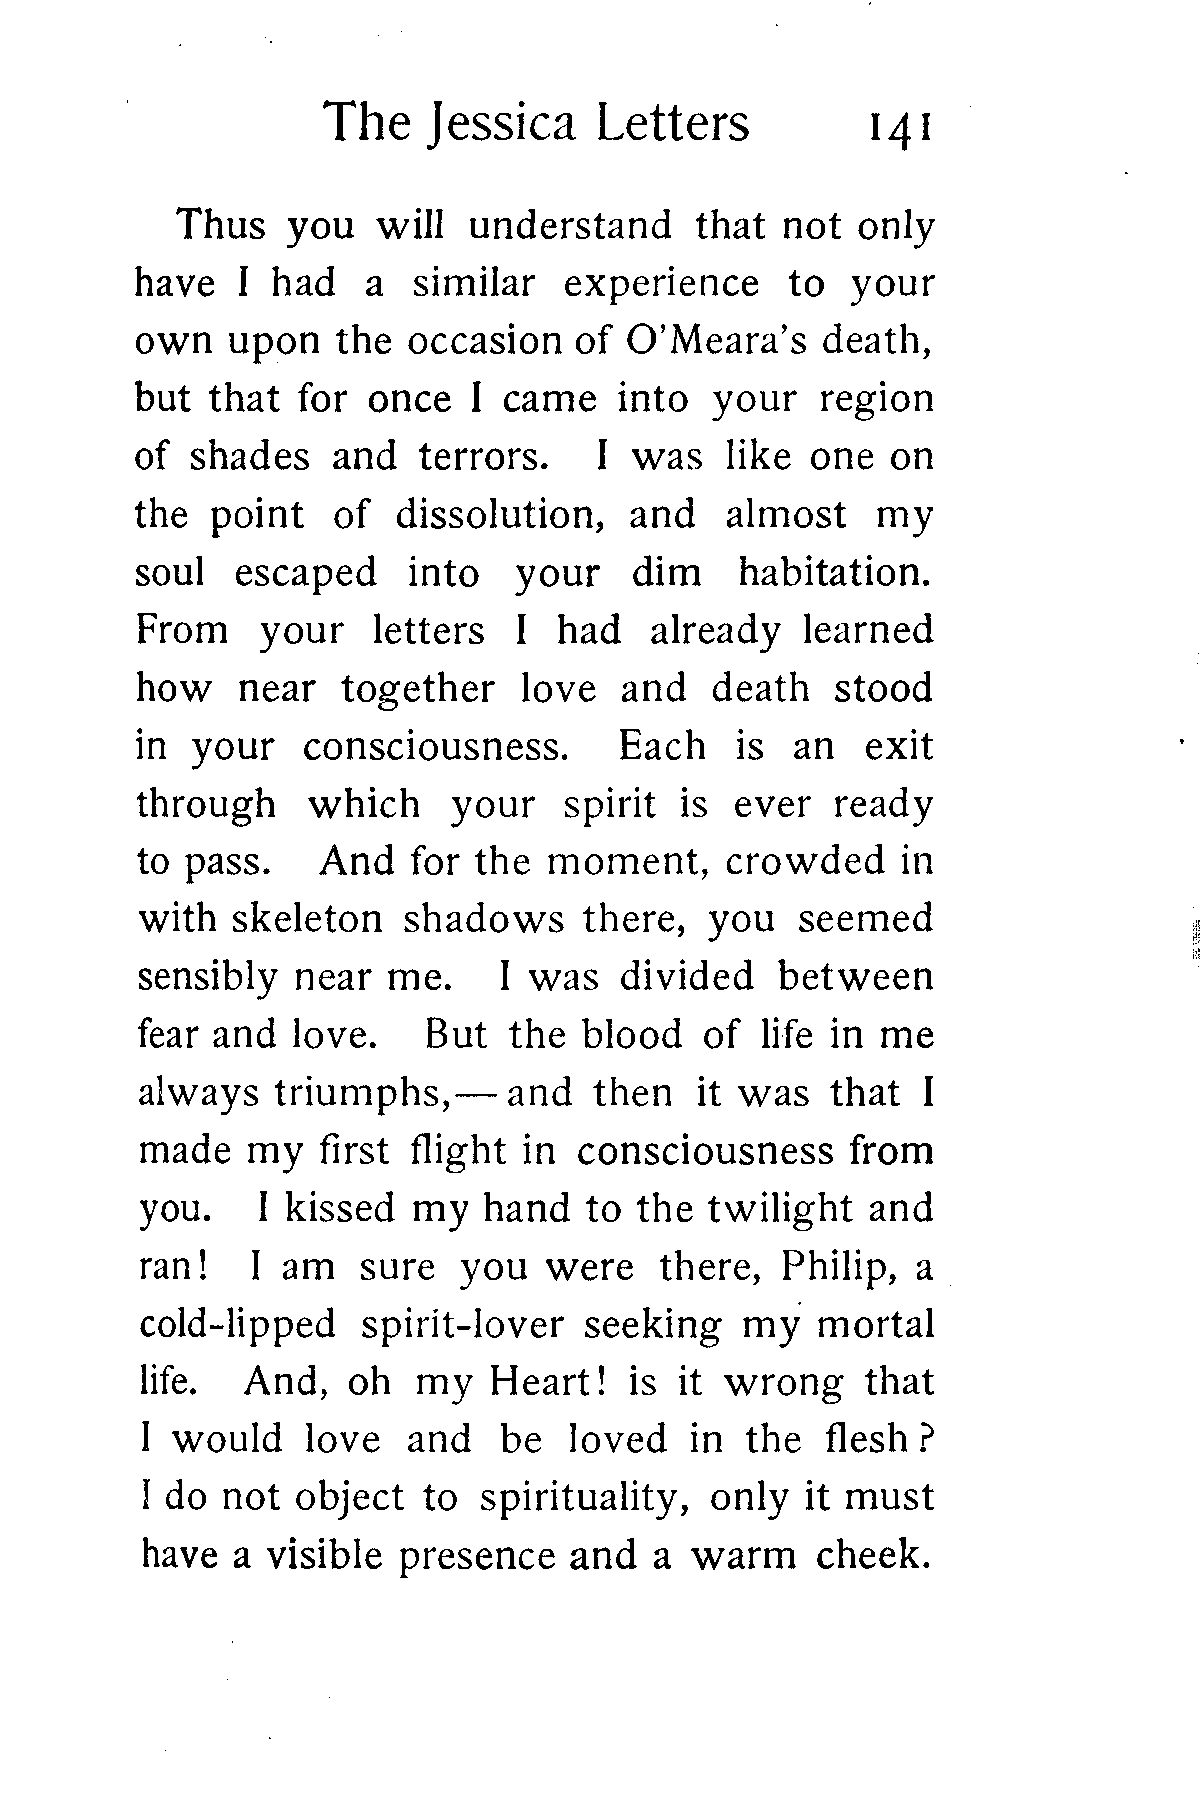 The Jessica Letters 141
Thus you will understand that not only
have I had a similar experience to your
own upon the occasion of O'Meara's death,
but that for once I came into your region
of shades and terrors. I was like one on
the point of dissolution, and almost my
soul escaped into your dim habitation.
From your letters I had already learned
how near together love and death stood
in your consciousness. Each is an exit
through which your spirit is ever ready
to pass. And for the moment, crowded in
with skeleton shadows there, you seemed
sensibly near me. I was divided between
fear and love. But the blood of life in me
always triumphs,— and then it was that I
made my first flight in consciousness from
you. I kissed my hand to the twilight and
ran! I am sure you were there, Philip, a
cold-lipped spirit-lover seeking my mortal
life. And, oh my Heart! is it wrong that
I would love and be loved in the flesh?
I do not object to spirituality, only it must
have a visible presence and a warm cheek.